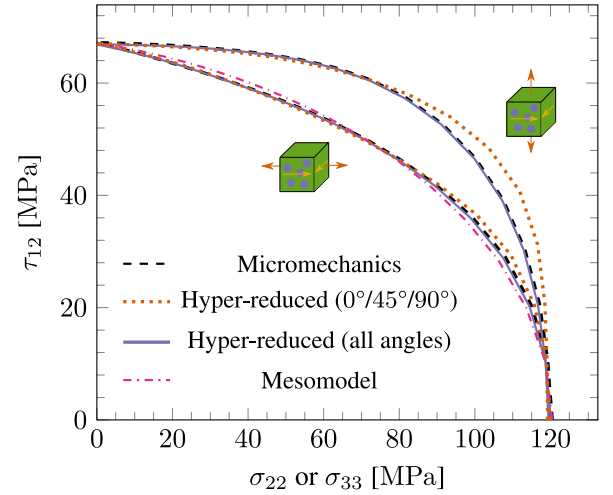 60
40
20
0
τ12 [MPa]
Micromechanics
Hyper-reduced (0°/45°/90°)
Hyper-reduced (all angles)
Mesomodel
0 20 40 60 80 100 120
σ22 or σ33 [MPa]